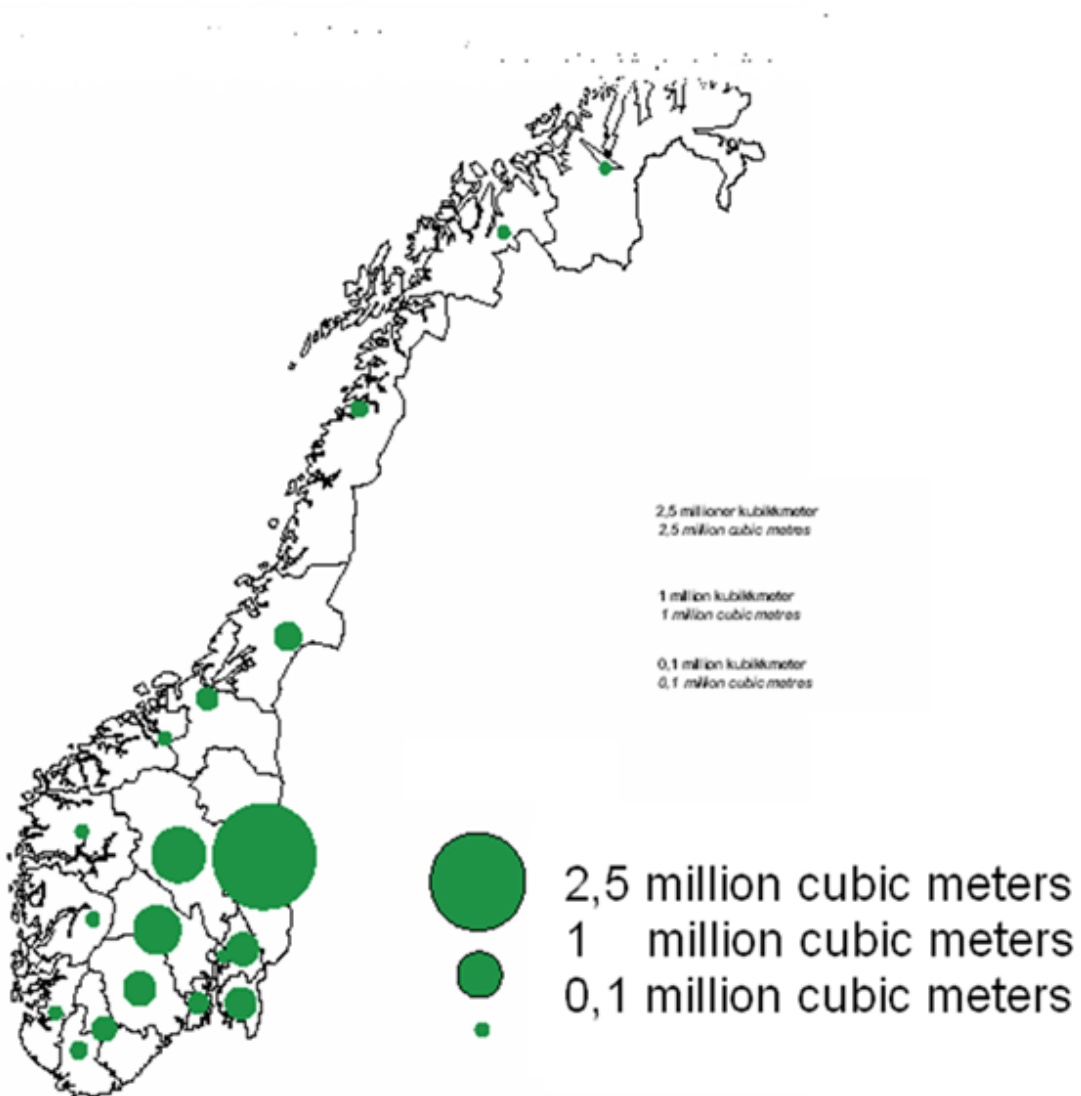 2,5 millioner kubikkmeter
2,5 million cubic metres
1 million kubikkmeter
1 million cubic metres
0,1 million kubikkmeter
0,1 million cubic metres
2,5 million cubic meters
1 million cubic meters
0,1 million cubic meters